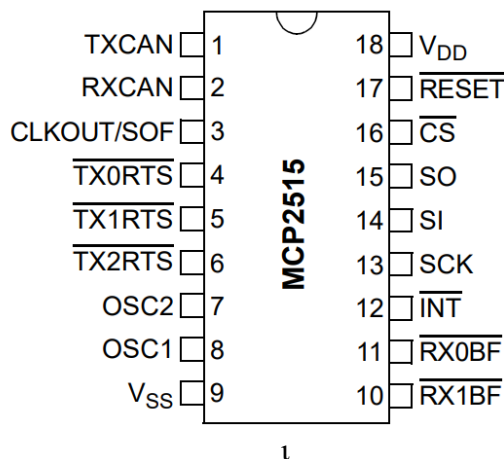 TXCAN 1 18 VDD
RXCAN 2 17 RESET
CLKOUT/SOF 3 16 CS
TX0RTS 4 15 SO
TX1RTS 5 14 SI
TX2RTS 6 13 SCK
OSC2 7 12 INT
OSC1 8 11 RX0BF
VSS 9 10 RX1BF
MCP2515